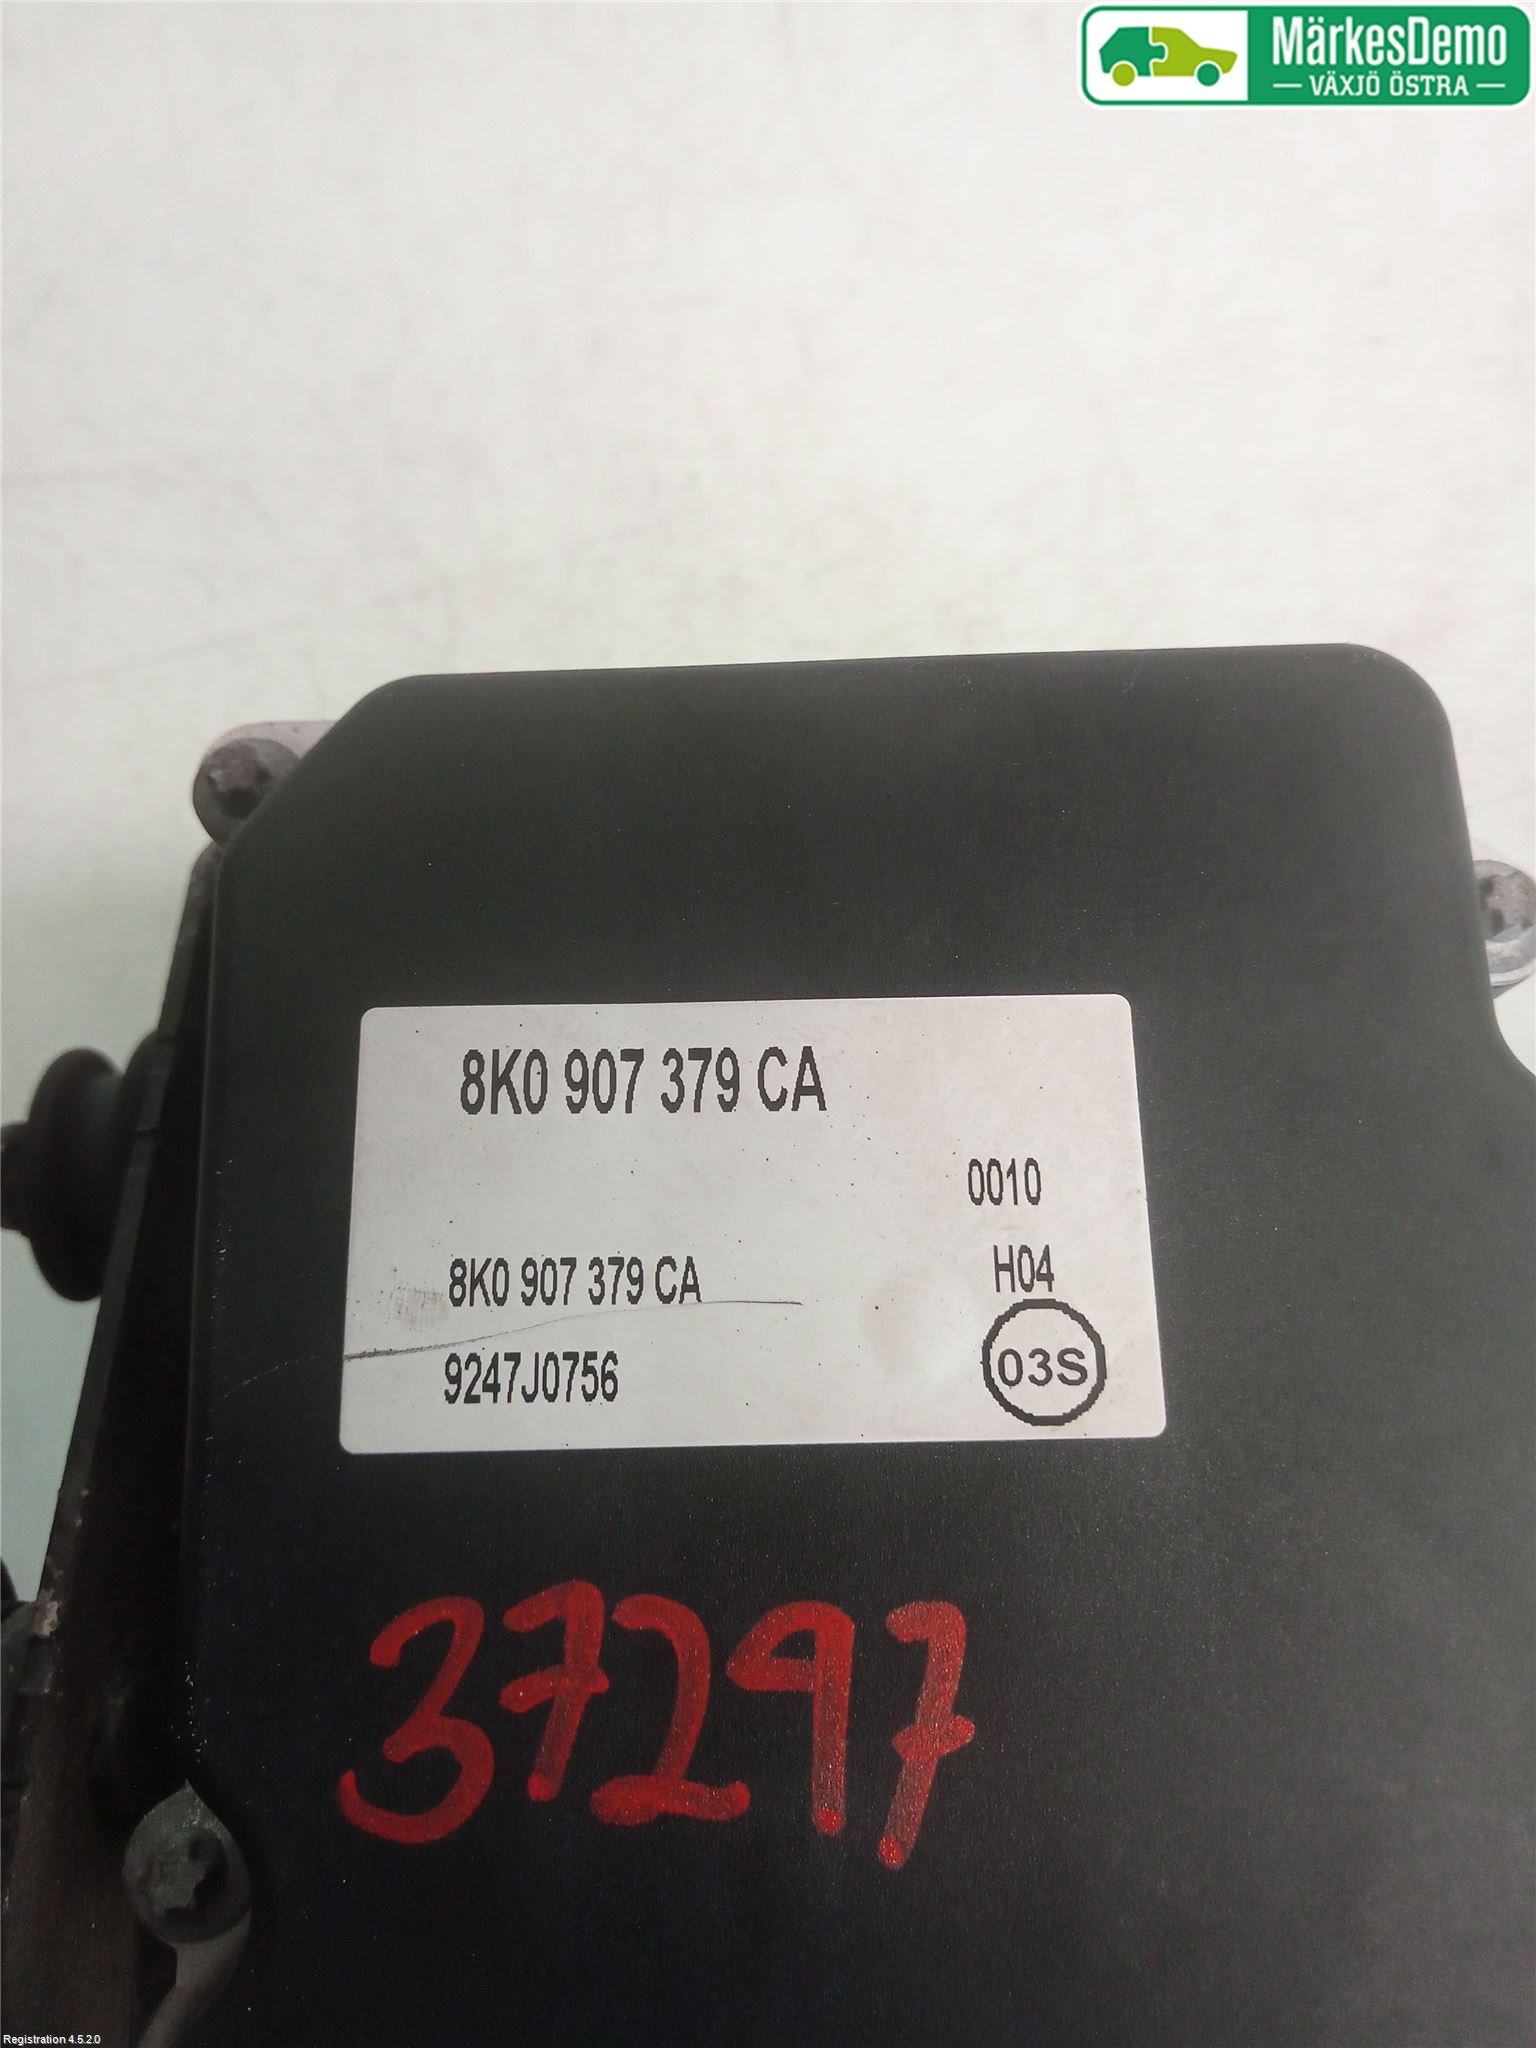 MärkesDemo
VÄXJÖ ÖSTRA
8K0 907 379 CA
0010
8K0 907 379 CA H04
9247J0756 03S
37297
Registration 4.5.2.0